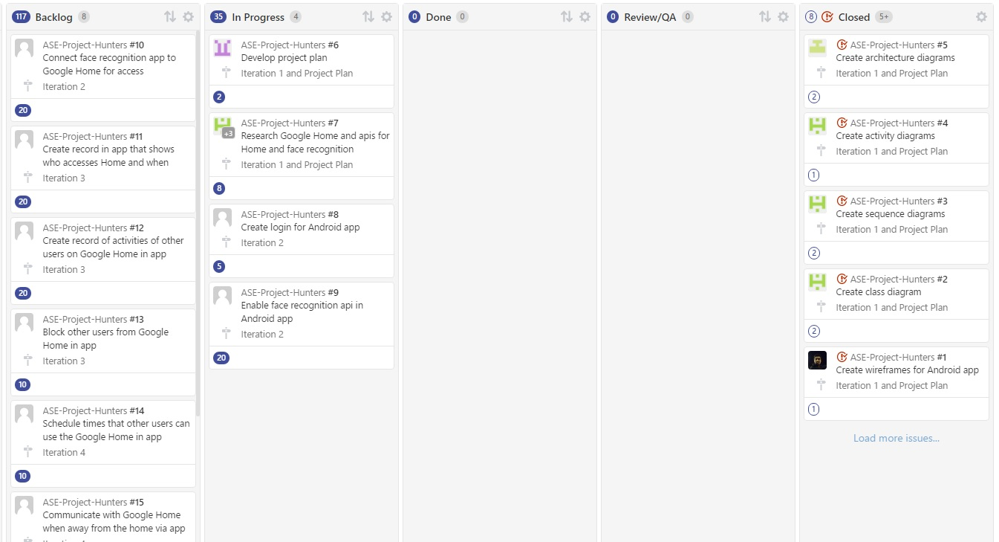 117 Backlog 8
ASE-Project-Hunters #10
Connect face recognition app to
Google Home for access
Iteration 2
20
ASE-Project-Hunters #11
Create record in app that shows
who accesses Home and when
Iteration 3
20
ASE-Project-Hunters #12
Create record of activities of other
users on Google Home in app
Iteration 3
20
ASE-Project-Hunters #13
Block other users from Google
Home in app
Iteration 3
10
ASE-Project-Hunters #14
Schedule times that other users can
use the Google Home in app
Iteration 4
10
ASE-Project-Hunters #15
Communicate with Google Home
when away from the home via app
35 In Progress 4
ASE-Project-Hunters #6
Develop project plan
Iteration 1 and Project Plan
2
+3
ASE-Project-Hunters #7
Research Google Home and apis for
Home and face recognition
Iteration 1 and Project Plan
8
ASE-Project-Hunters #8
Create login for Android app
Iteration 2
5
ASE-Project-Hunters #9
Enable face recognition api in
Android app
Iteration 2
20
0 Done 0
0 Review/QA 0
8 Closed 5+
ASE-Project-Hunters #5
Create architecture diagrams
Iteration 1 and Project Plan
2
ASE-Project-Hunters #4
Create activity diagrams
Iteration 1 and Project Plan
1
ASE-Project-Hunters #3
Create sequence diagrams
Iteration 1 and Project Plan
2
ASE-Project-Hunters #2
Create class diagram
Iteration 1 and Project Plan
2
ASE-Project-Hunters #1
Create wireframes for Android app
Iteration 1 and Project Plan
1
Load more issues...